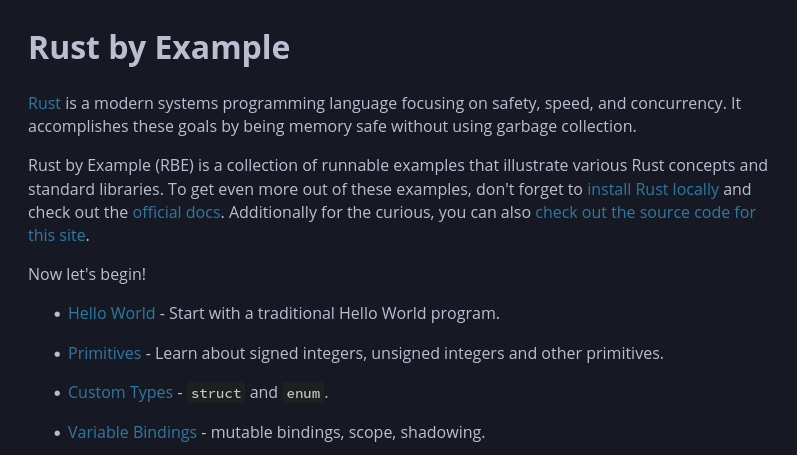 Rust by Example
Rust is a modern systems programming language focusing on safety, speed, and concurrency. It
accomplishes these goals by being memory safe without using garbage collection.
Rust by Example (RBE) is a collection of runnable examples that illustrate various Rust concepts and
standard libraries. To get even more out of these examples, don't forget to install Rust locally and
check out the official docs. Additionally for the curious, you can also check out the source code for
this site.
Now let's begin!
• Hello World - Start with a traditional Hello World program.
• Primitives - Learn about signed integers, unsigned integers and other primitives.
• Custom Types - struct and enum.
• Variable Bindings - mutable bindings, scope, shadowing.